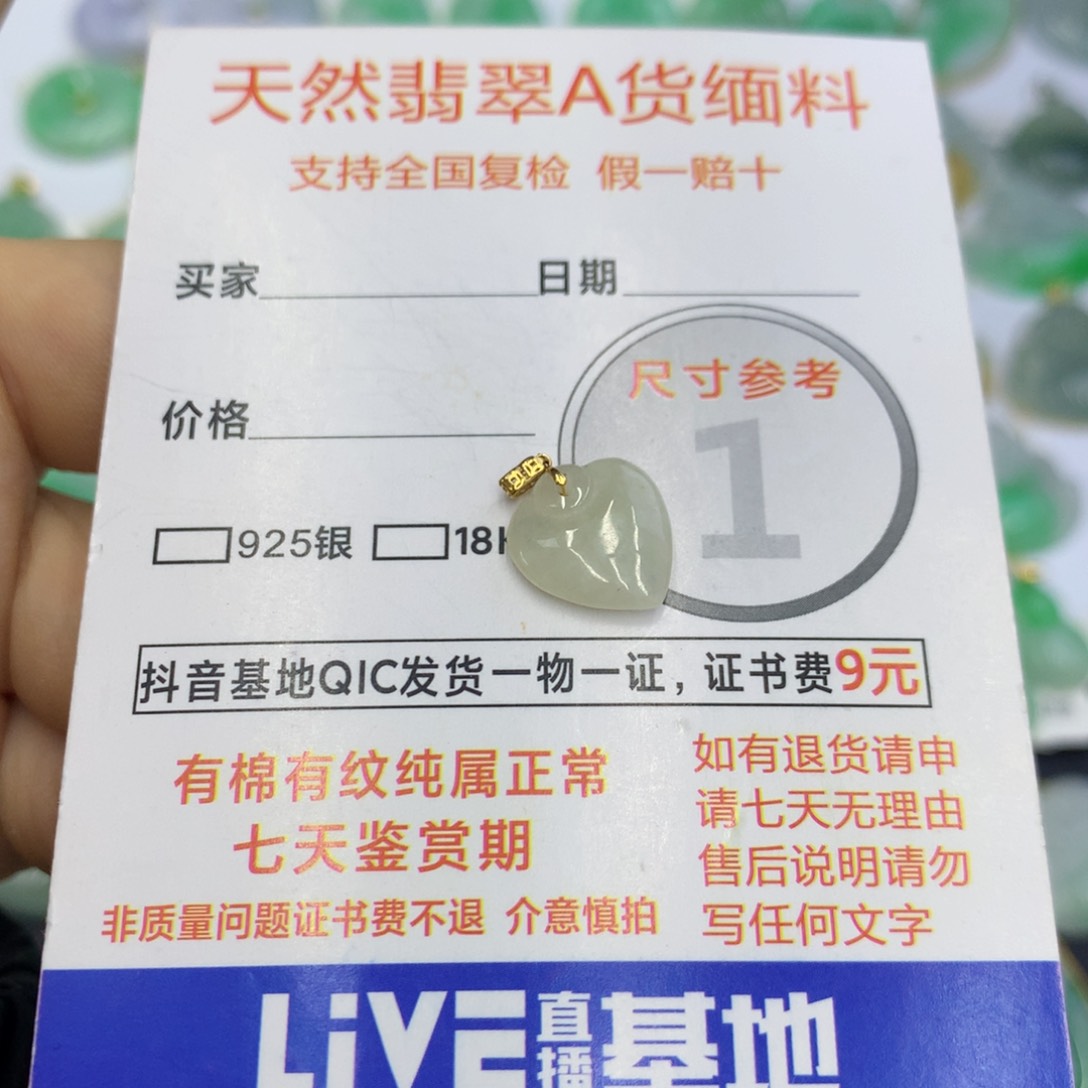 天然翡翠A货缅料
支持全国复检 假一赔十
买家 日期
尺寸参考
价格
1
925银 18
抖音基地QIC发货一物一证，证书费9元
有棉有纹纯属正常
七天鉴赏期
非质量问题证书费不退 介意慎拍
如有退货请申
请七天无理由
售后说明请勿
写任何文字
LiVE直播基地